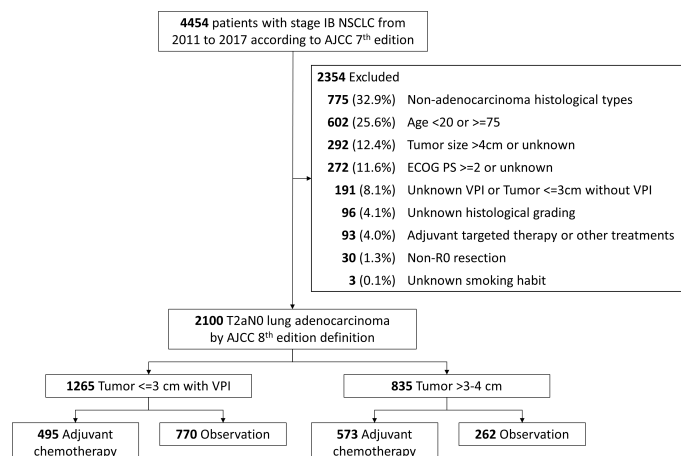 4454 patients with stage IB NSCLC from
2011 to 2017 according to AJCC 7th edition
2354 Excluded
775 (32.9%) Non-adenocarcinoma histological types
602 (25.6%) Age <20 or >=75
292 (12.4%) Tumor size >4cm or unknown
272 (11.6%) ECOG PS >=2 or unknown
191 (8.1%) Unknown VPI or Tumor <=3cm without VPI
96 (4.1%) Unknown histological grading
93 (4.0%) Adjuvant targeted therapy or other treatments
30 (1.3%) Non-R0 resection
3 (0.1%) Unknown smoking habit
2100 T2aN0 lung adenocarcinoma
by AJCC 8th edition definition
1265 Tumor <=3 cm with VPI
835 Tumor >3-4 cm
495 Adjuvant
chemotherapy
770 Observation
573 Adjuvant
chemotherapy
262 Observation